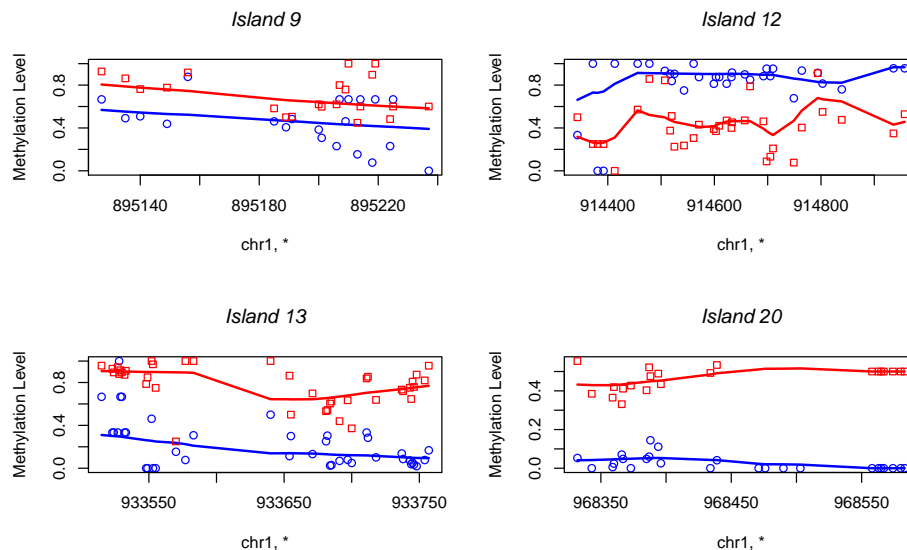 Island 9
Methylation Level
0.0 0.4 0.8
895140 895180 895220
chr1, *
Island 12
Methylation Level
0.0 0.4 0.8
914400 914600 914800
chr1, *
Island 13
Methylation Level
0.0 0.4 0.8
933550 933650 933750
chr1, *
Island 20
Methylation Level
0.0 0.2 0.4
968350 968450 968550
chr1, *